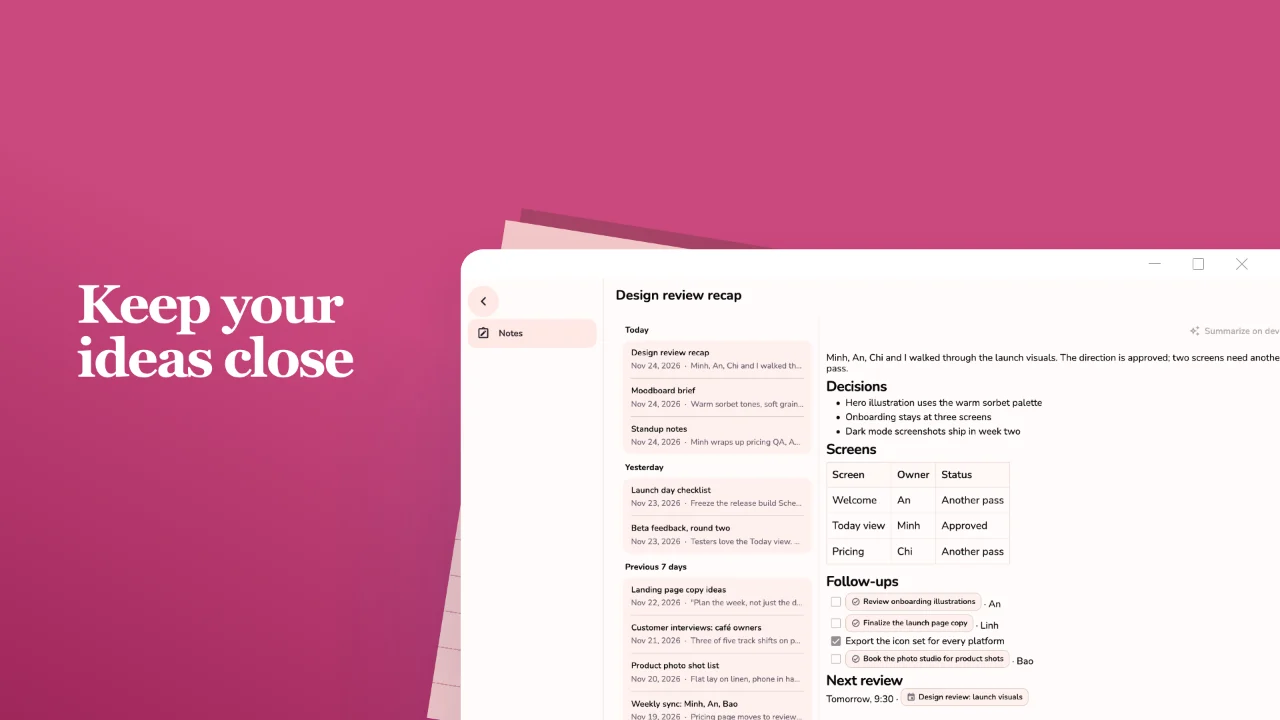 Keep your
ideas close
Design review recap
Notes
Today
Design review recap
Nov 24, 2026 · Minh, An, Chi and I walked th...
Moodboard brief
Nov 24, 2026 · Warm sorbet tones, soft grain...
Standup notes
Nov 24, 2026 · Minh wraps up pricing QA, A...
Yesterday
Launch day checklist
Nov 23, 2026 · Freeze the release build Sche...
Beta feedback, round two
Nov 23, 2026 · Testers love the Today view. ...
Previous 7 days
Landing page copy ideas
Nov 22, 2026 · "Plan the week, not just the d...
Customer interviews: café owners
Nov 21, 2026 · Three of five track shifts on p...
Product photo shot list
Nov 20, 2026 · Flat lay on linen, phone in ha...
Weekly sync: Minh, An, Bao
Nov 19, 2026 · Pricing page moves to review...
Summarize on dev
Minh, An, Chi and I walked through the launch visuals. The direction is approved; two screens need anothe
pass.
Decisions
• Hero illustration uses the warm sorbet palette
• Onboarding stays at three screens
• Dark mode screenshots ship in week two
Screens
Screen Owner Status
Welcome An Another pass
Today view Minh Approved
Pricing Chi Another pass
Follow-ups
Review onboarding illustrations · An
Finalize the launch page copy · Linh
Export the icon set for every platform
Book the photo studio for product shots · Bao
Next review
Tomorrow, 9:30 · Design review: launch visuals